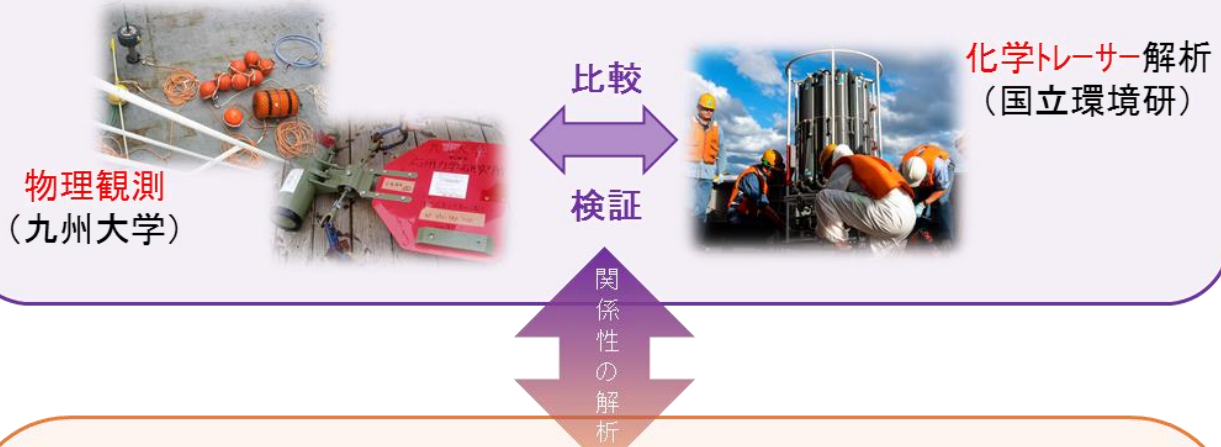 比較
化学トレーサー解析
（国立環境研）
物理観測
（九州大学）
検証
関係性の解析